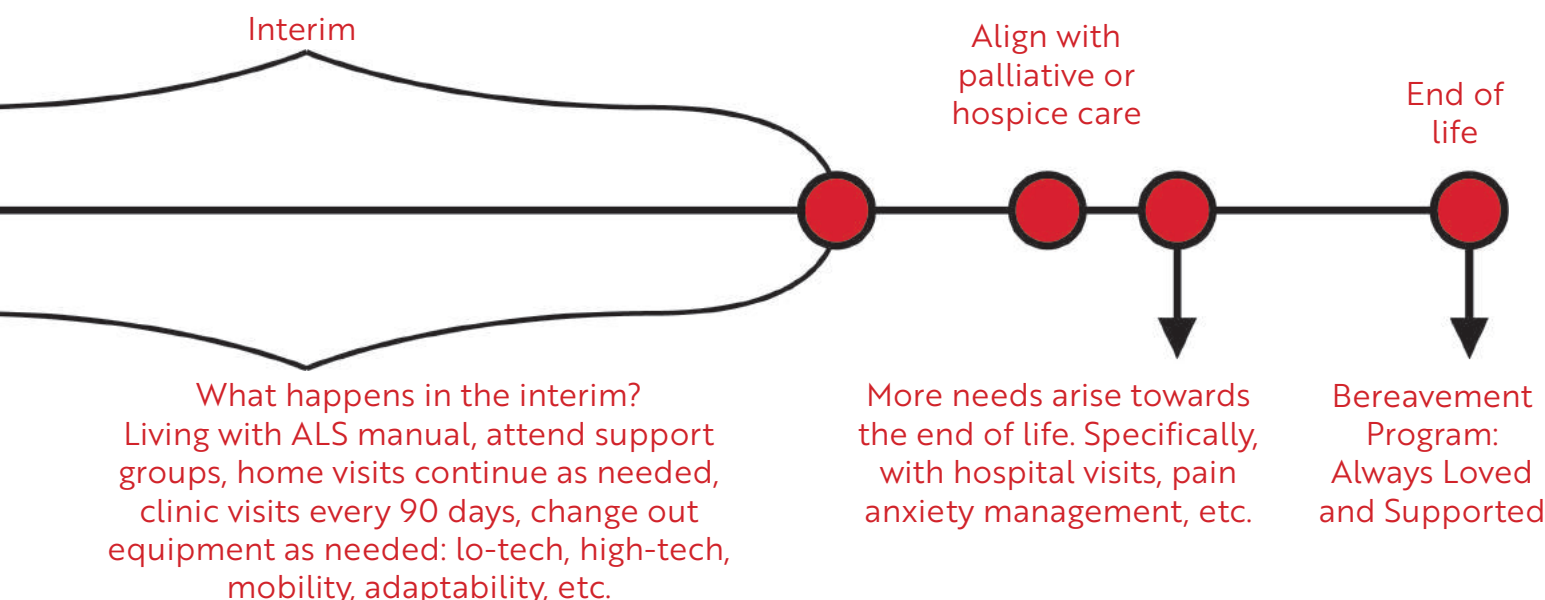 Interim
Align with
palliative or
hospice care
End of
life
What happens in the interim?
Living with ALS manual, attend support
groups, home visits continue as needed,
clinic visits every 90 days, change out
equipment as needed: lo-tech, high-tech,
mobility, adaptability, etc.
More needs arise towards
the end of life. Specifically,
with hospital visits, pain
anxiety management, etc.
Bereavement
Program:
Always Loved
and Supported